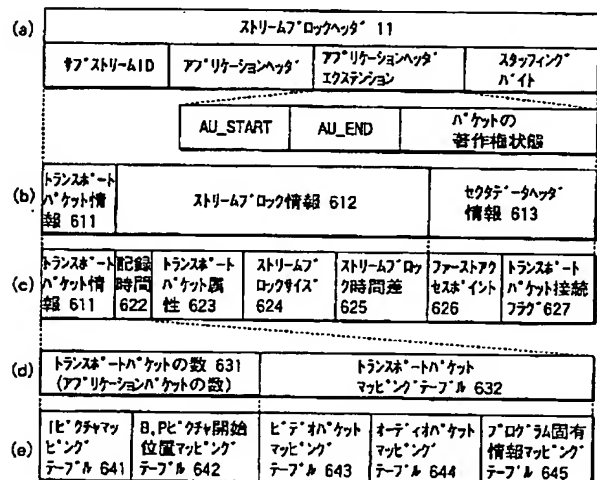 (a)
ストリームブロックヘッダ 11
サブストリームID
アプリケーションヘッダ
アプリケーションヘッダ
エクステンション
スタッフィング
バイト
AU_START
AU_END
パケットの
著作権状態
(b)
トランスポート
パケット情
報 611
ストリームブロック情報 612
セクタデータヘッダ
情報 613
(c)
トランスポート
パケット情
報 611
記録
時間
622
トランスポート
パケット属
性 623
ストリームブ
ロックサイズ
624
ストリームブロッ
ク時間差
625
ファーストアク
セスポイント
626
トランスポート
パケット接続
フラグ627
(d)
トランスポートパケットの数 631
(アプリケーションパケットの数)
トランスポートパケット
マッピングテーブル 632
(e)
Iピクチャマッ
ピング
テーブル 641
B,Pピクチャ開始
位置マッピング
テーブル 642
ビデオパケット
マッピング
テーブル 643
オーディオパケット
マッピング
テーブル 644
プログラム固有
情報マッピング
テーブル 645